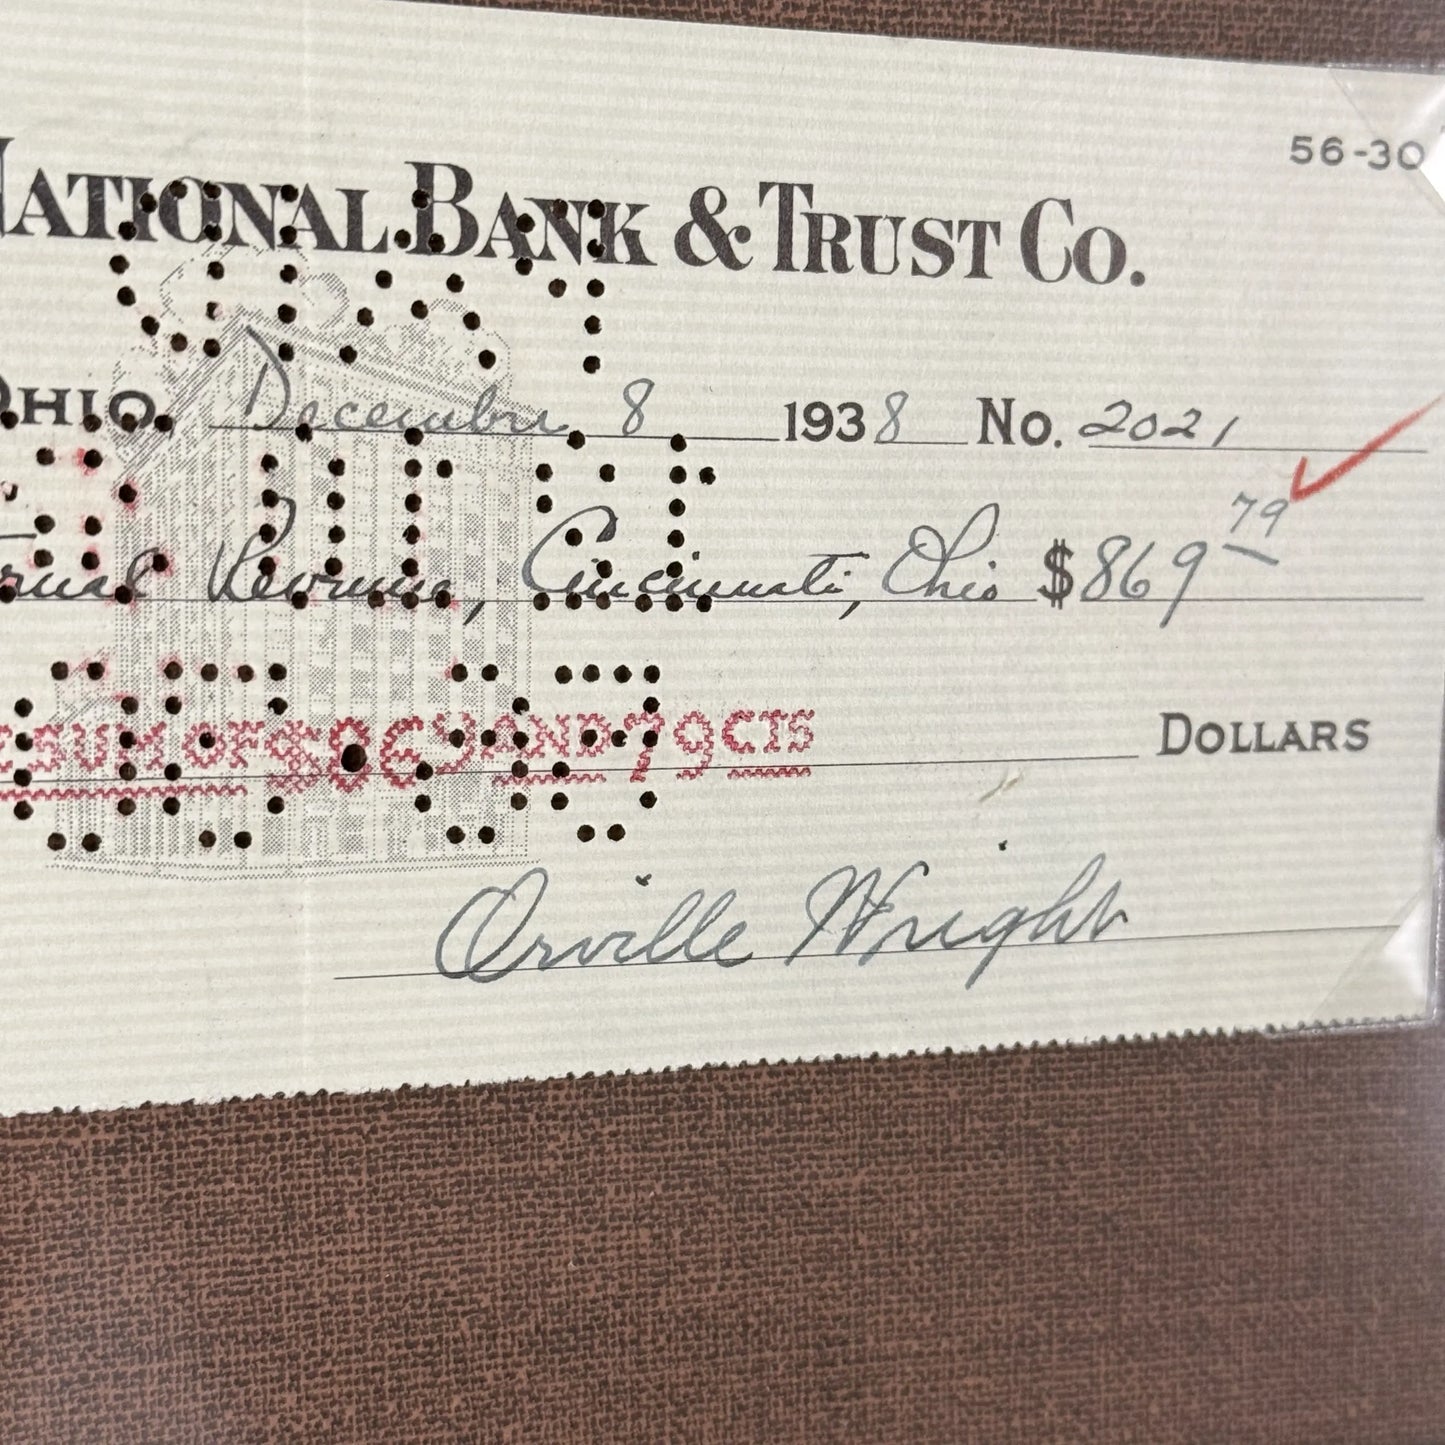 56-30
NATIONAL BANK & TRUST CO.
OHIO, December 8 1938 No. 2021
Revenue, Cincinnati, Ohio $869 79
SUM OF $869 AND 79 CTS DOLLARS
Orville Wright